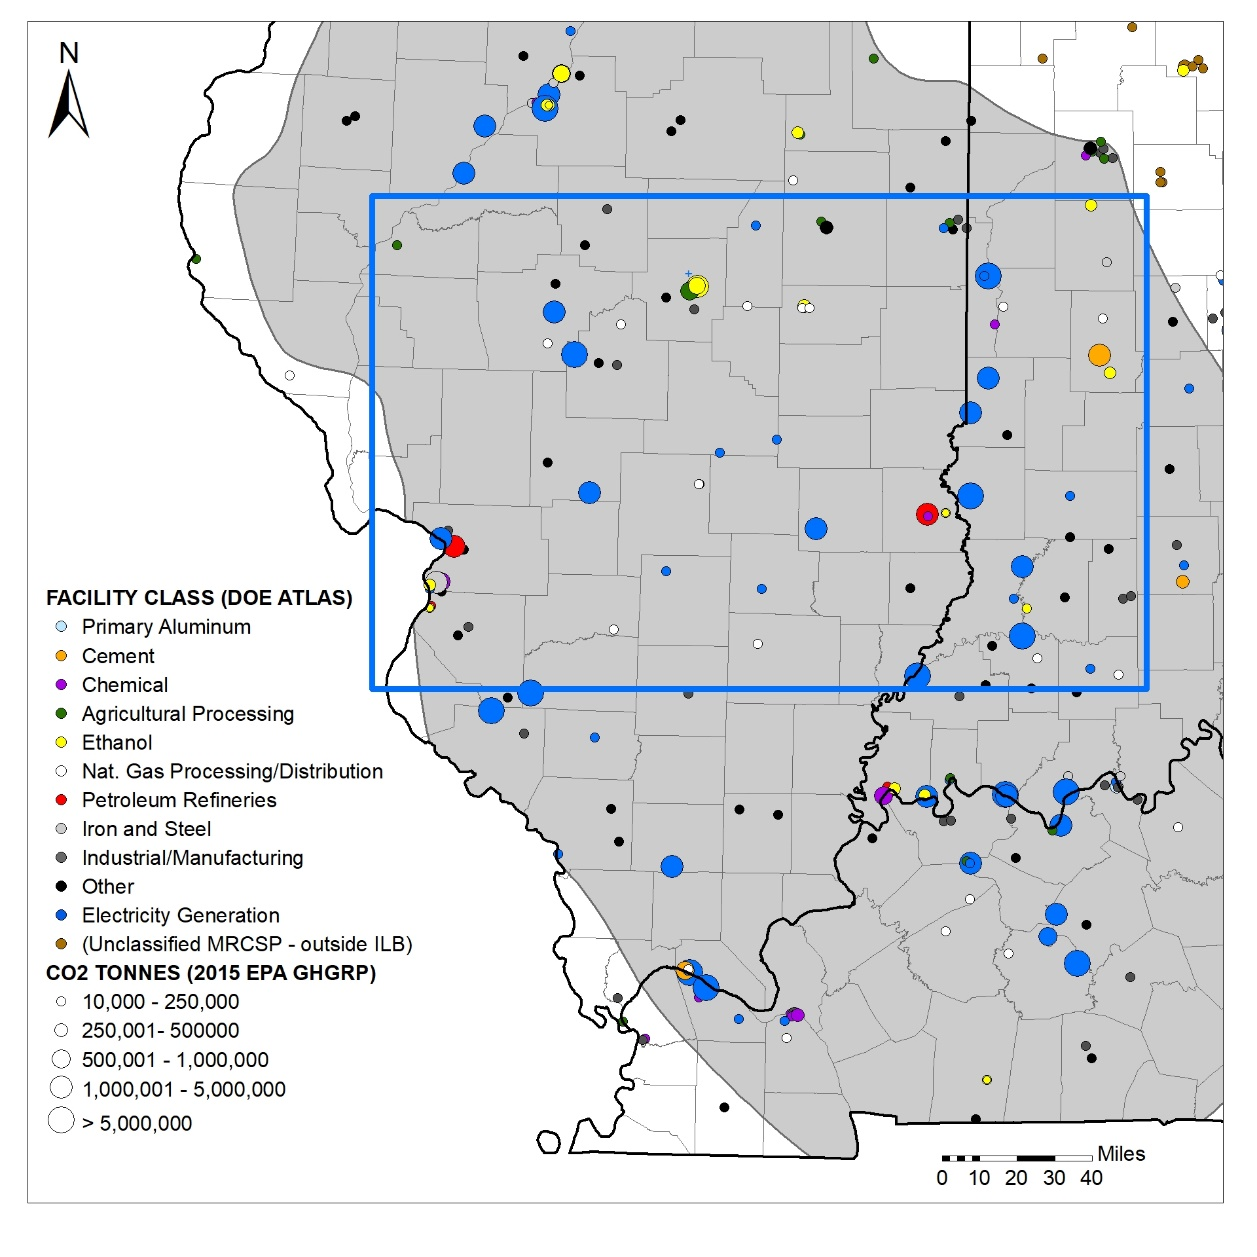 N
FACILITY CLASS (DOE ATLAS)
Primary Aluminum
Cement
Chemical
Agricultural Processing
Ethanol
Nat. Gas Processing/Distribution
Petroleum Refineries
Iron and Steel
Industrial/Manufacturing
Other
Electricity Generation
(Unclassified MRCSP - outside ILB)
CO2 TONNES (2015 EPA GHGRP)
10,000 - 250,000
250,001- 500000
500,001 - 1,000,000
1,000,001 - 5,000,000
> 5,000,000
Miles
0 10 20 30 40